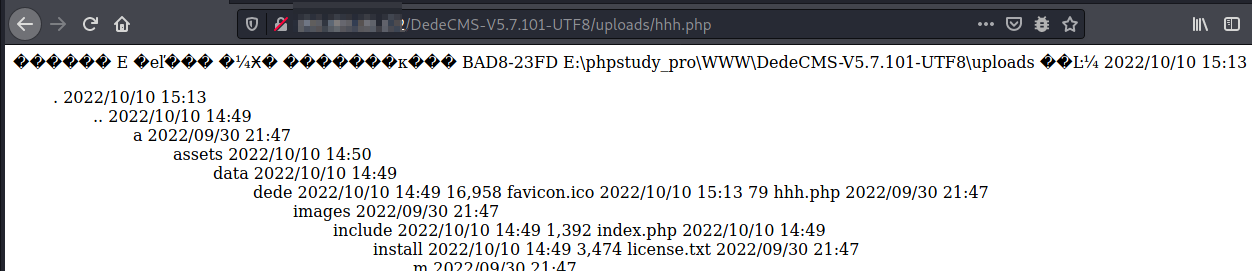 /DedeCMS-V5.7.101-UTF8/uploads/hhh.php
������ E �eľ��� �¼Ӿ� �������к��� BAD8-23FD E:\phpstudy_pro\WWW\DedeCMS-V5.7.101-UTF8\uploads ��Ŀ¼ 2022/10/10 15:13
. 2022/10/10 15:13
.. 2022/10/10 14:49
a 2022/09/30 21:47
assets 2022/10/10 14:50
data 2022/10/10 14:49
dede 2022/10/10 14:49 16,958 favicon.ico 2022/10/10 15:13 79 hhh.php 2022/09/30 21:47
images 2022/09/30 21:47
include 2022/10/10 14:49 1,392 index.php 2022/10/10 14:49
install 2022/10/10 14:49 3,474 license.txt 2022/09/30 21:47
m 2022/09/30 21:47